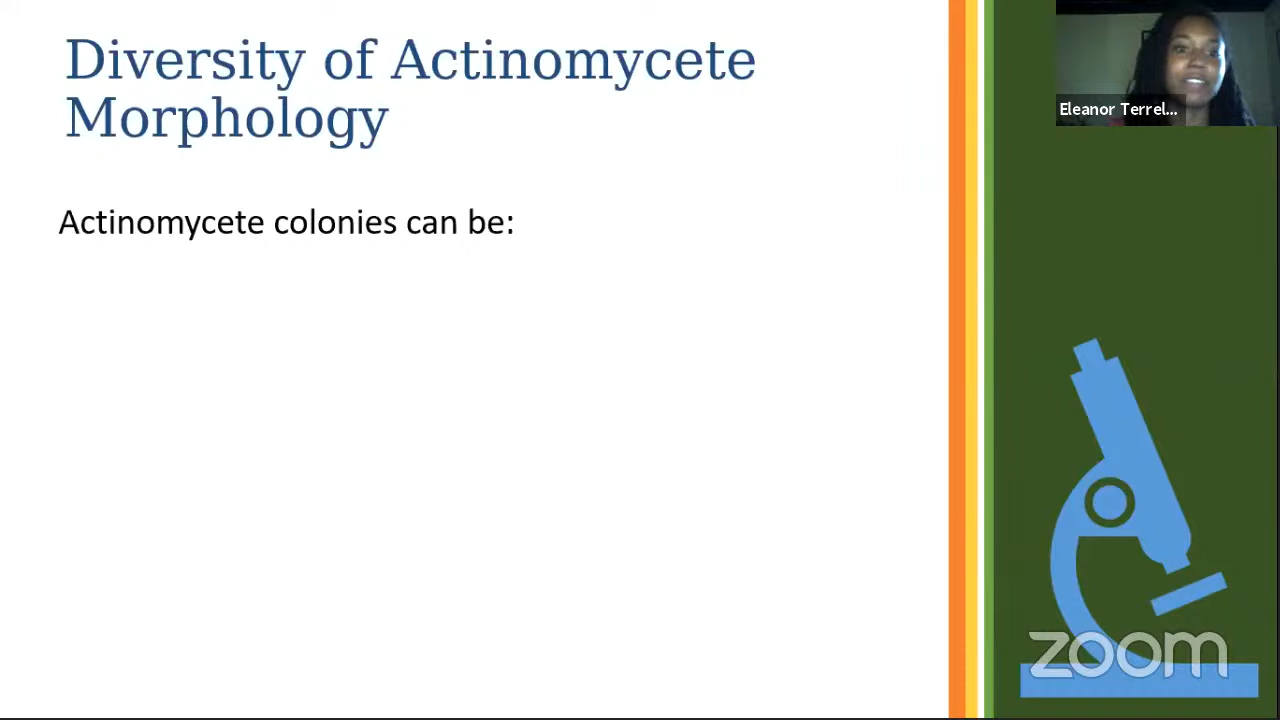 Diversity of Actinomycete
Morphology
Eleanor Terrel...
Actinomycete colonies can be:
zoom